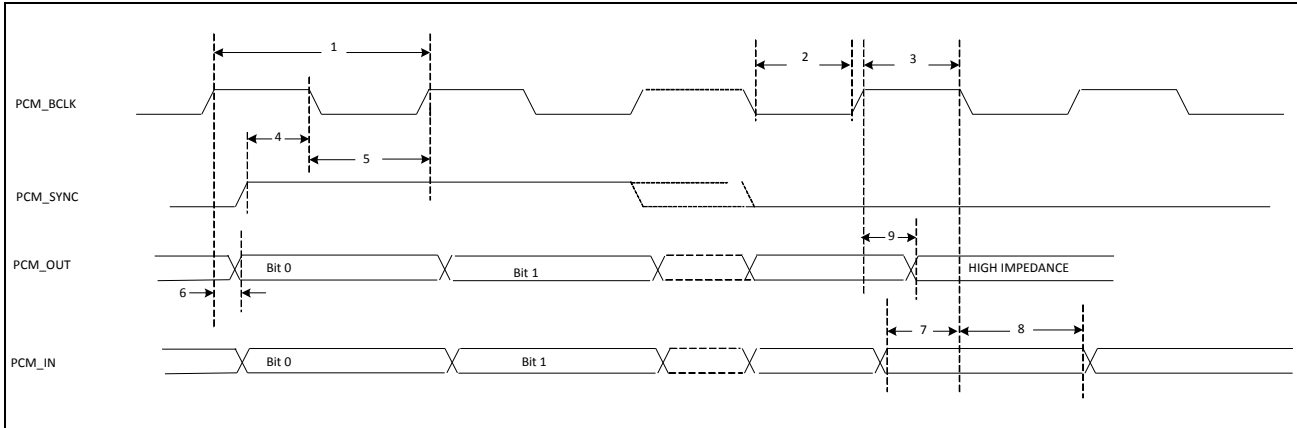 1
2
3
PCM_BCLK
4
5
PCM_SYNC
9
PCM_OUT
Bit 0
Bit 1
HIGH IMPEDANCE
6
7
8
PCM_IN
Bit 0
Bit 1